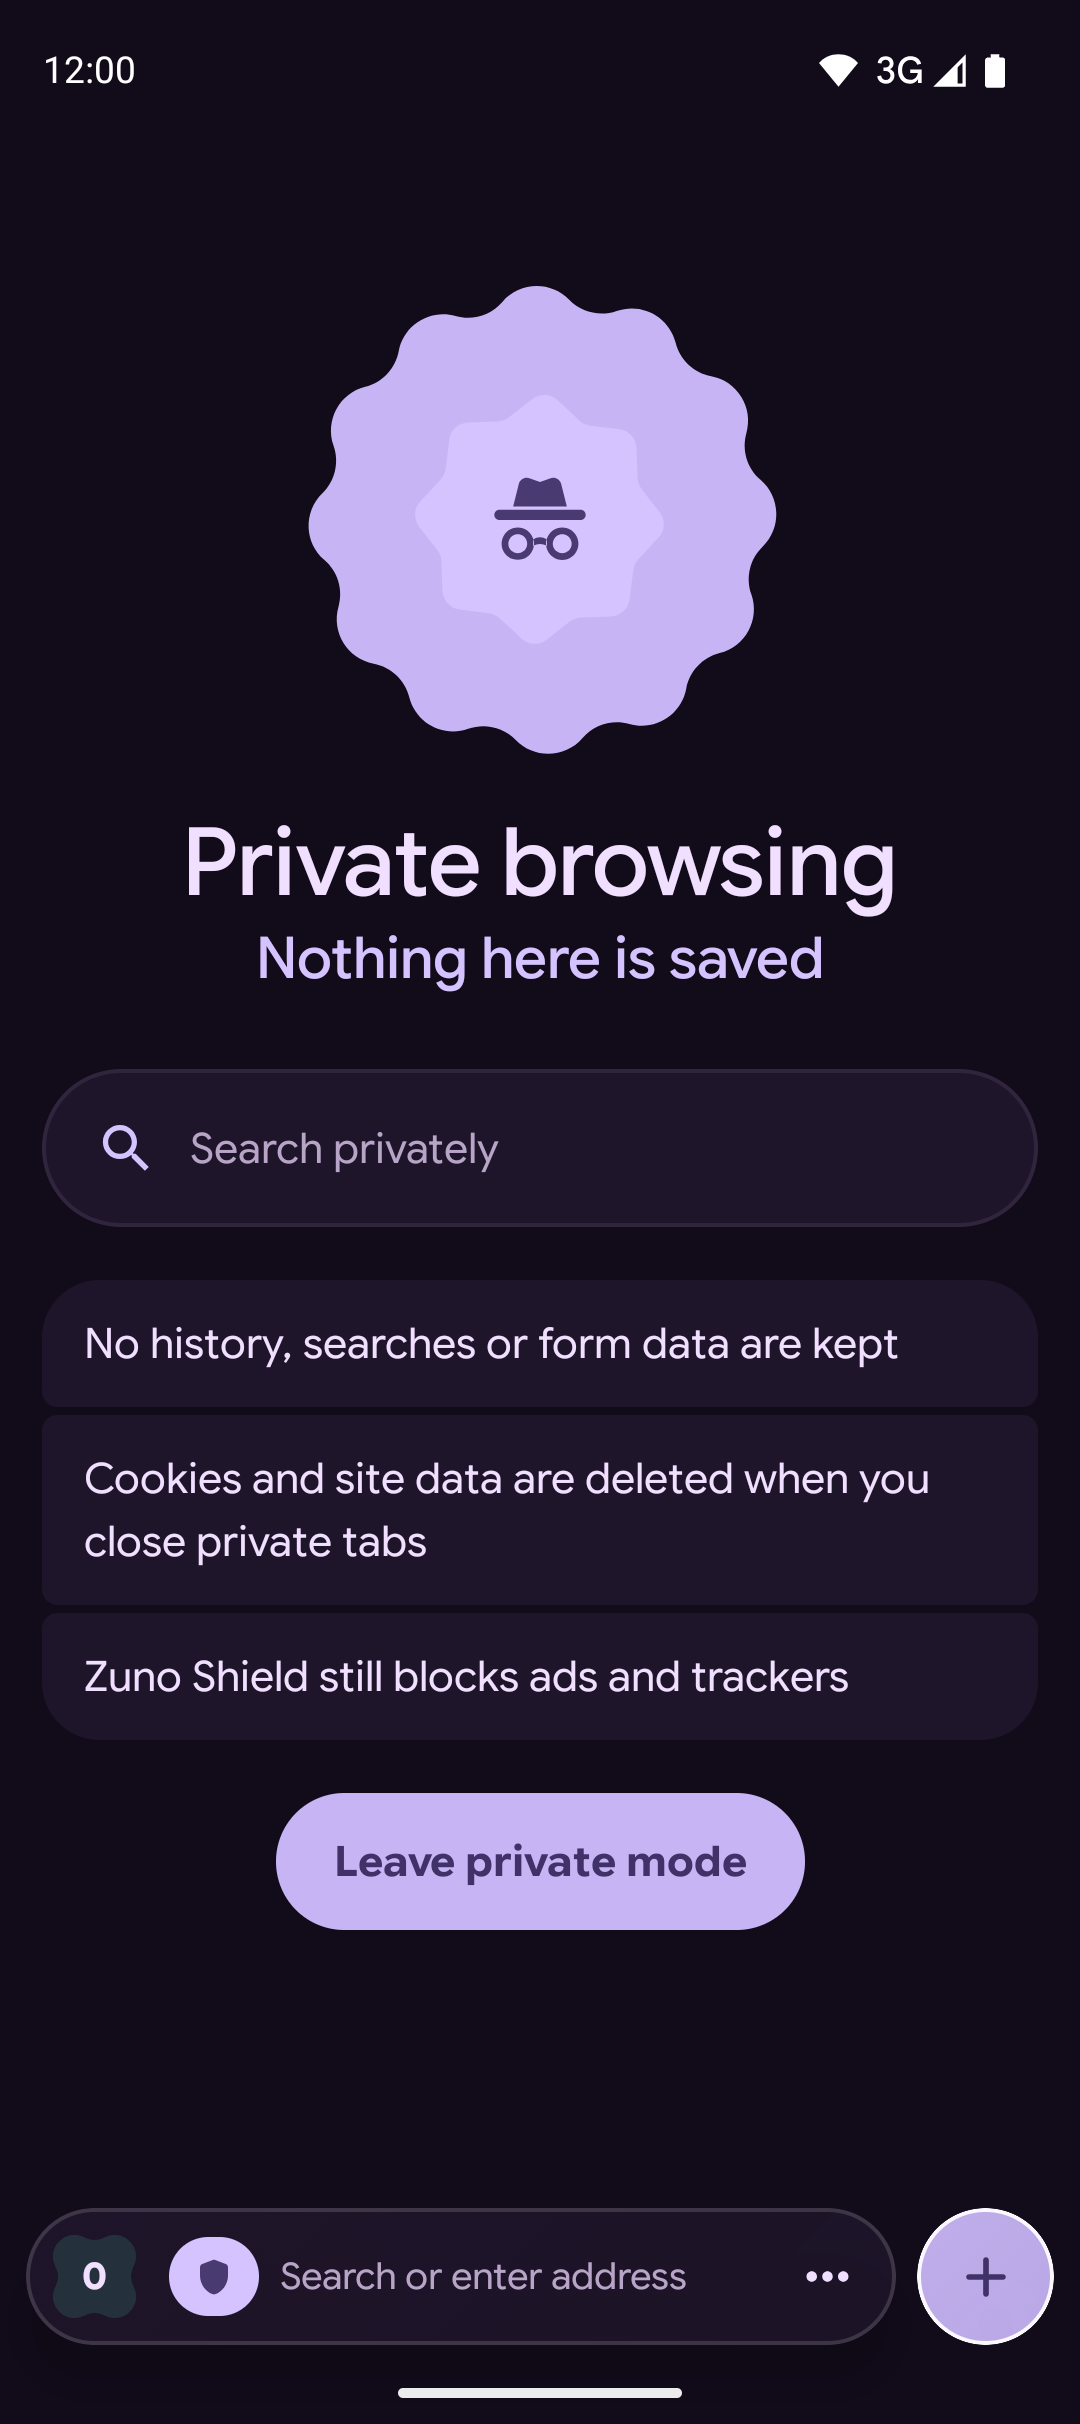 12:00
3G
Private browsing
Nothing here is saved
Search privately
No history, searches or form data are kept
Cookies and site data are deleted when you
close private tabs
Zuno Shield still blocks ads and trackers
Leave private mode
0
Search or enter address